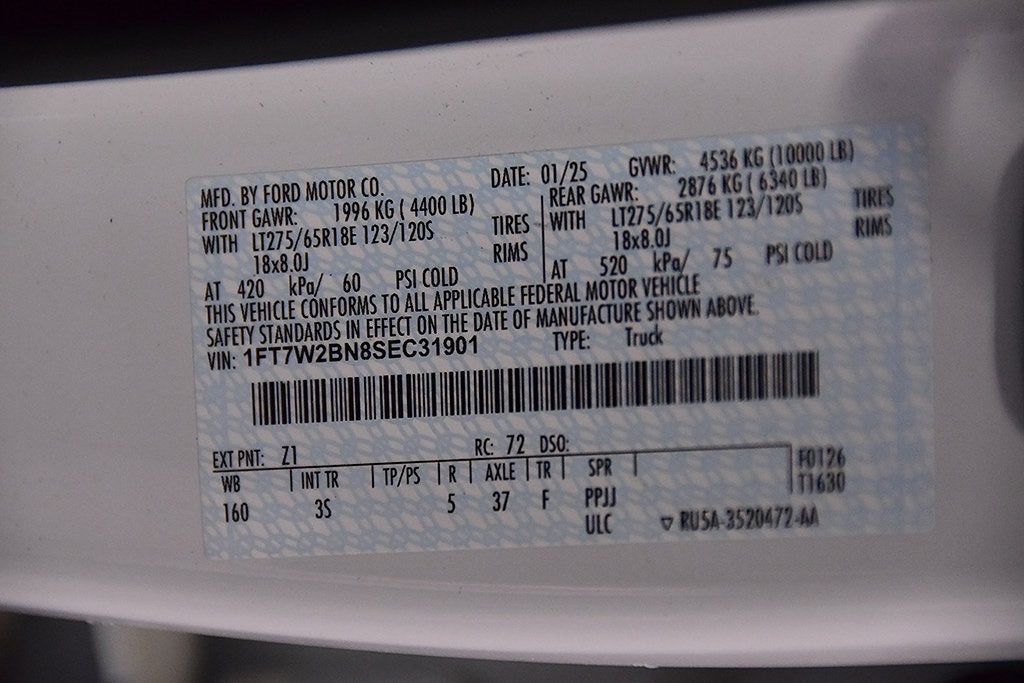 MFD. BY FORD MOTOR CO. DATE: 01/25 GVWR: 4536 KG (10000 LB)
FRONT GAWR: 1996 KG ( 4400 LB) REAR GAWR: 2876 KG ( 6340 LB)
WITH LT275/65R18E 123/120S TIRES WITH LT275/65R18E 123/120S TIRES
18x8.0J RIMS 18x8.0J RIMS
AT 420 kPa/ 60 PSI COLD AT 520 kPa/ 75 PSI COLD
THIS VEHICLE CONFORMS TO ALL APPLICABLE FEDERAL MOTOR VEHICLE
SAFETY STANDARDS IN EFFECT ON THE DATE OF MANUFACTURE SHOWN ABOVE.
VIN: 1FT7W2BN8SEC31901 TYPE: Truck
EXT PNT: Z1 RC: 72 DSO:
WB INT TR TP/PS R AXLE TR SPR F0126
160 3S 5 37 F PPJJ T1630
ULC ▽ RU5A-3520472-AA